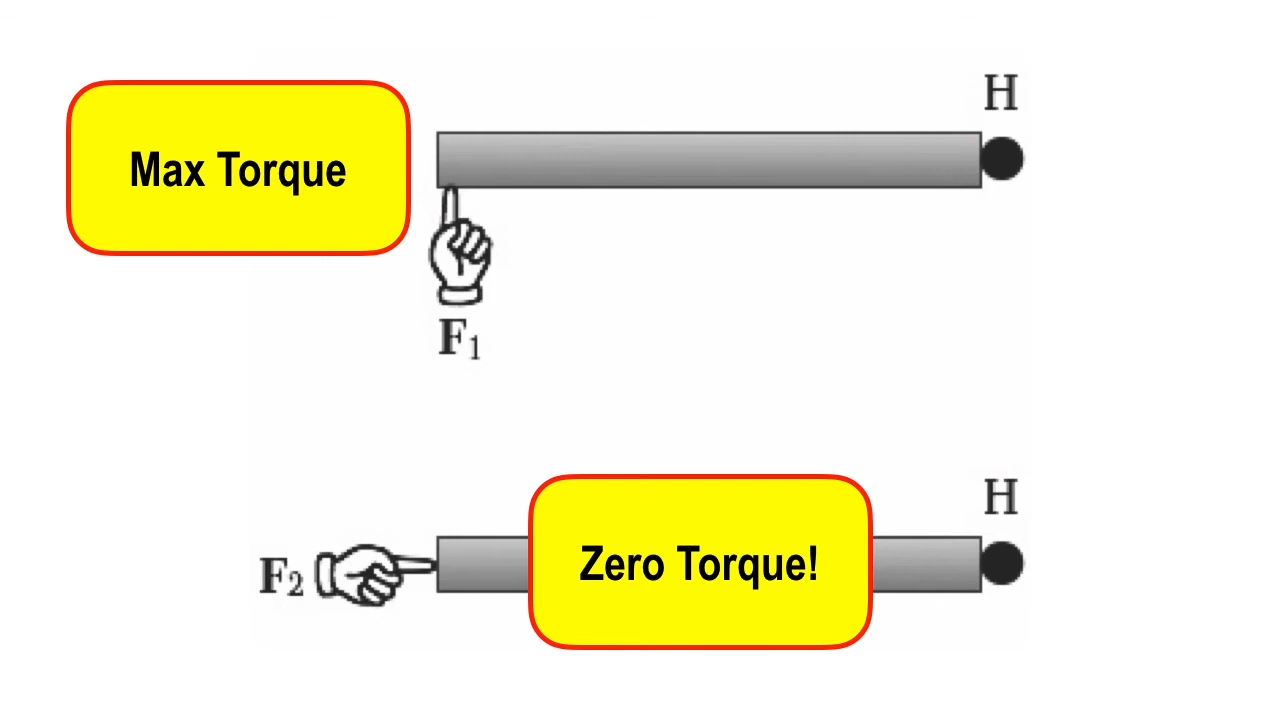 H
Max Torque
F₁
H
Zero Torque!
F₂